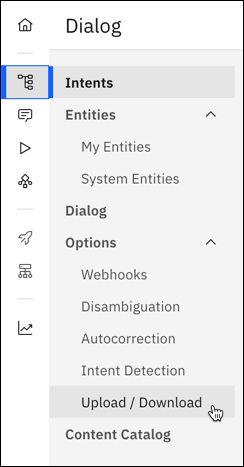 Dialog
Intents
Entities
My Entities
System Entities
Dialog
Options
Webhooks
Disambiguation
Autocorrection
Intent Detection
Upload / Download
Content Catalog